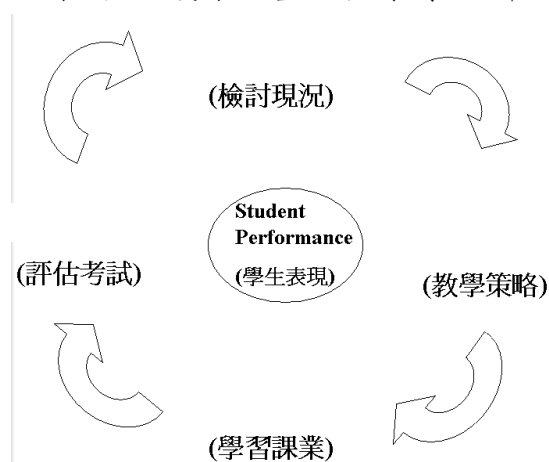 (檢討現況)
Student
Performance
(學生表現)
(評估考試)
(教學策略)
(學習課業)